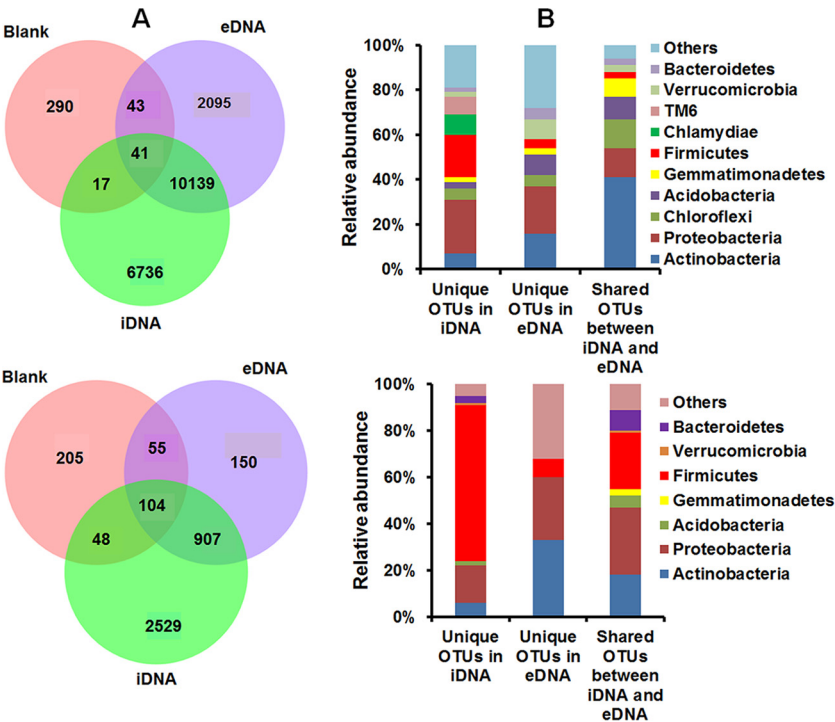 A
B
Blank
eDNA
290
43
2095
41
17
10139
6736
iDNA
Relative abundance
100%
80%
60%
40%
20%
0%
Unique
OTUs in
iDNA
Unique
OTUs in
eDNA
Shared
OTUs
between
iDNA and
eDNA
Others
Bacteroidetes
Verrucomicrobia
TM6
Chlamydiae
Firmicutes
Gemmatimonadetes
Acidobacteria
Chloroflexi
Proteobacteria
Actinobacteria
Blank
eDNA
205
55
150
104
48
907
2529
iDNA
Relative abundance
100%
80%
60%
40%
20%
0%
Unique
OTUs in
iDNA
Unique
OTUs in
eDNA
Shared
OTUs
between
iDNA and
eDNA
Others
Bacteroidetes
Verrucomicrobia
Firmicutes
Gemmatimonadetes
Acidobacteria
Proteobacteria
Actinobacteria